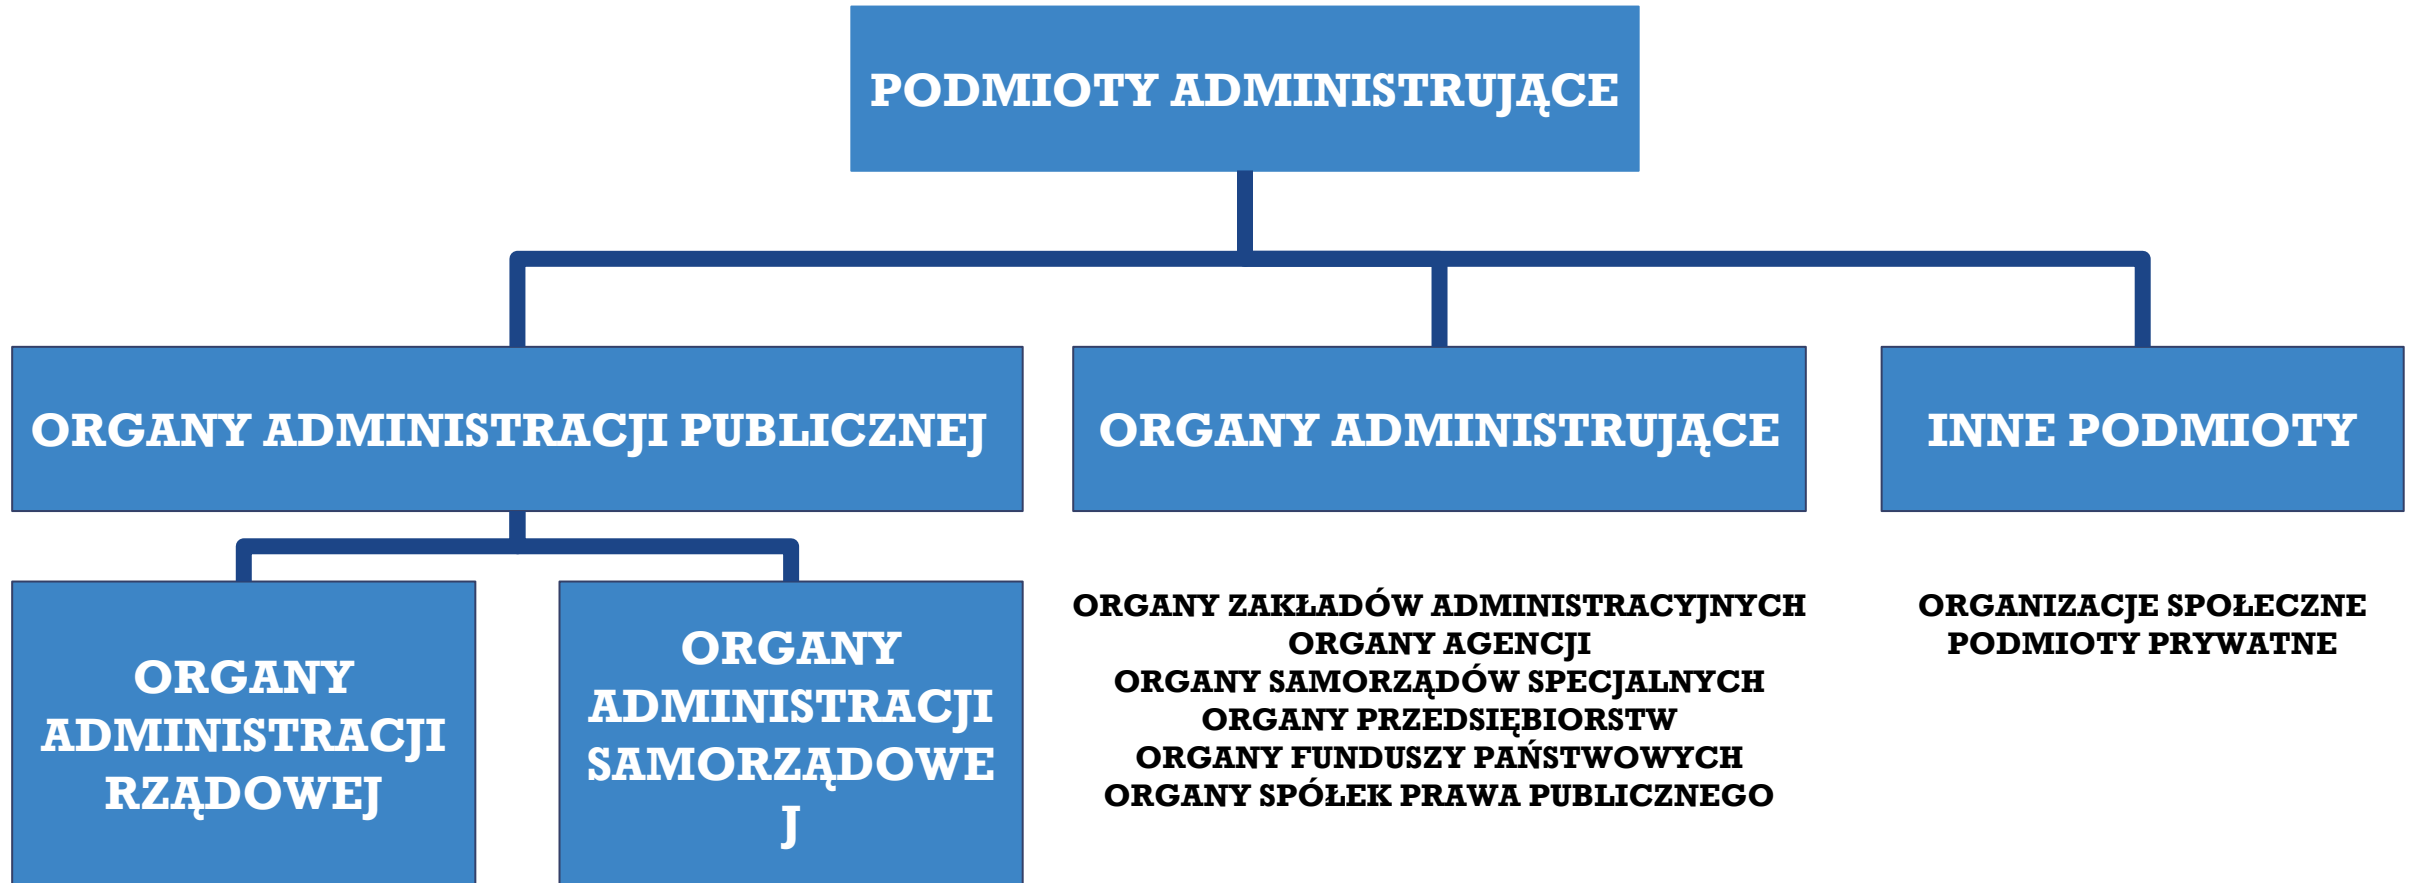 PODMIOTY ADMINISTRUJĄCE
ORGANY ADMINISTRACJI PUBLICZNEJ
ORGANY ADMINISTRUJĄCE
INNE PODMIOTY
ORGANY
ADMINISTRACJI
RZĄDOWEJ
ORGANY
ADMINISTRACJI
SAMORZĄDOWE
J
ORGANY ZAKŁADÓW ADMINISTRACYJNYCH
ORGANY AGENCJI
ORGANY SAMORZĄDÓW SPECJALNYCH
ORGANY PRZEDSIĘBIORSTW
ORGANY FUNDUSZY PAŃSTWOWYCH
ORGANY SPÓŁEK PRAWA PUBLICZNEGO
ORGANIZACJE SPOŁECZNE
PODMIOTY PRYWATNE